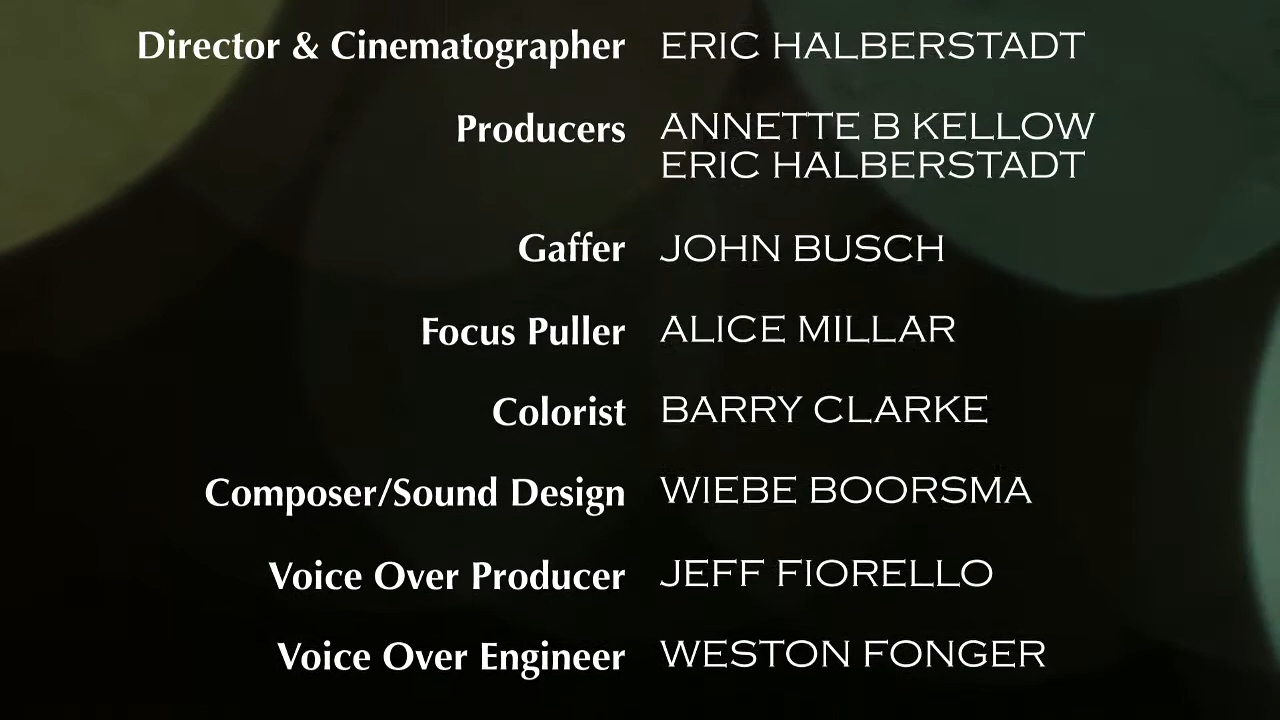 Director & Cinematographer ERIC HALBERSTADT
Producers ANNETTE B KELLOW
ERIC HALBERSTADT
Gaffer JOHN BUSCH
Focus Puller ALICE MILLAR
Colorist BARRY CLARKE
Composer/Sound Design WIEBE BOORSMA
Voice Over Producer JEFF FIORELLO
Voice Over Engineer WESTON FONGER